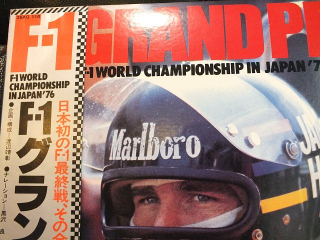 F-1
F-1 WORLD
CHAMPIONSHIP
IN JAPAN '76
F-1グラン
日本初のF-1最終戦、その全
GRAND P
F-1 WORLD CHAMPIONSHIP IN JAPAN '7
Marlboro
JA
H